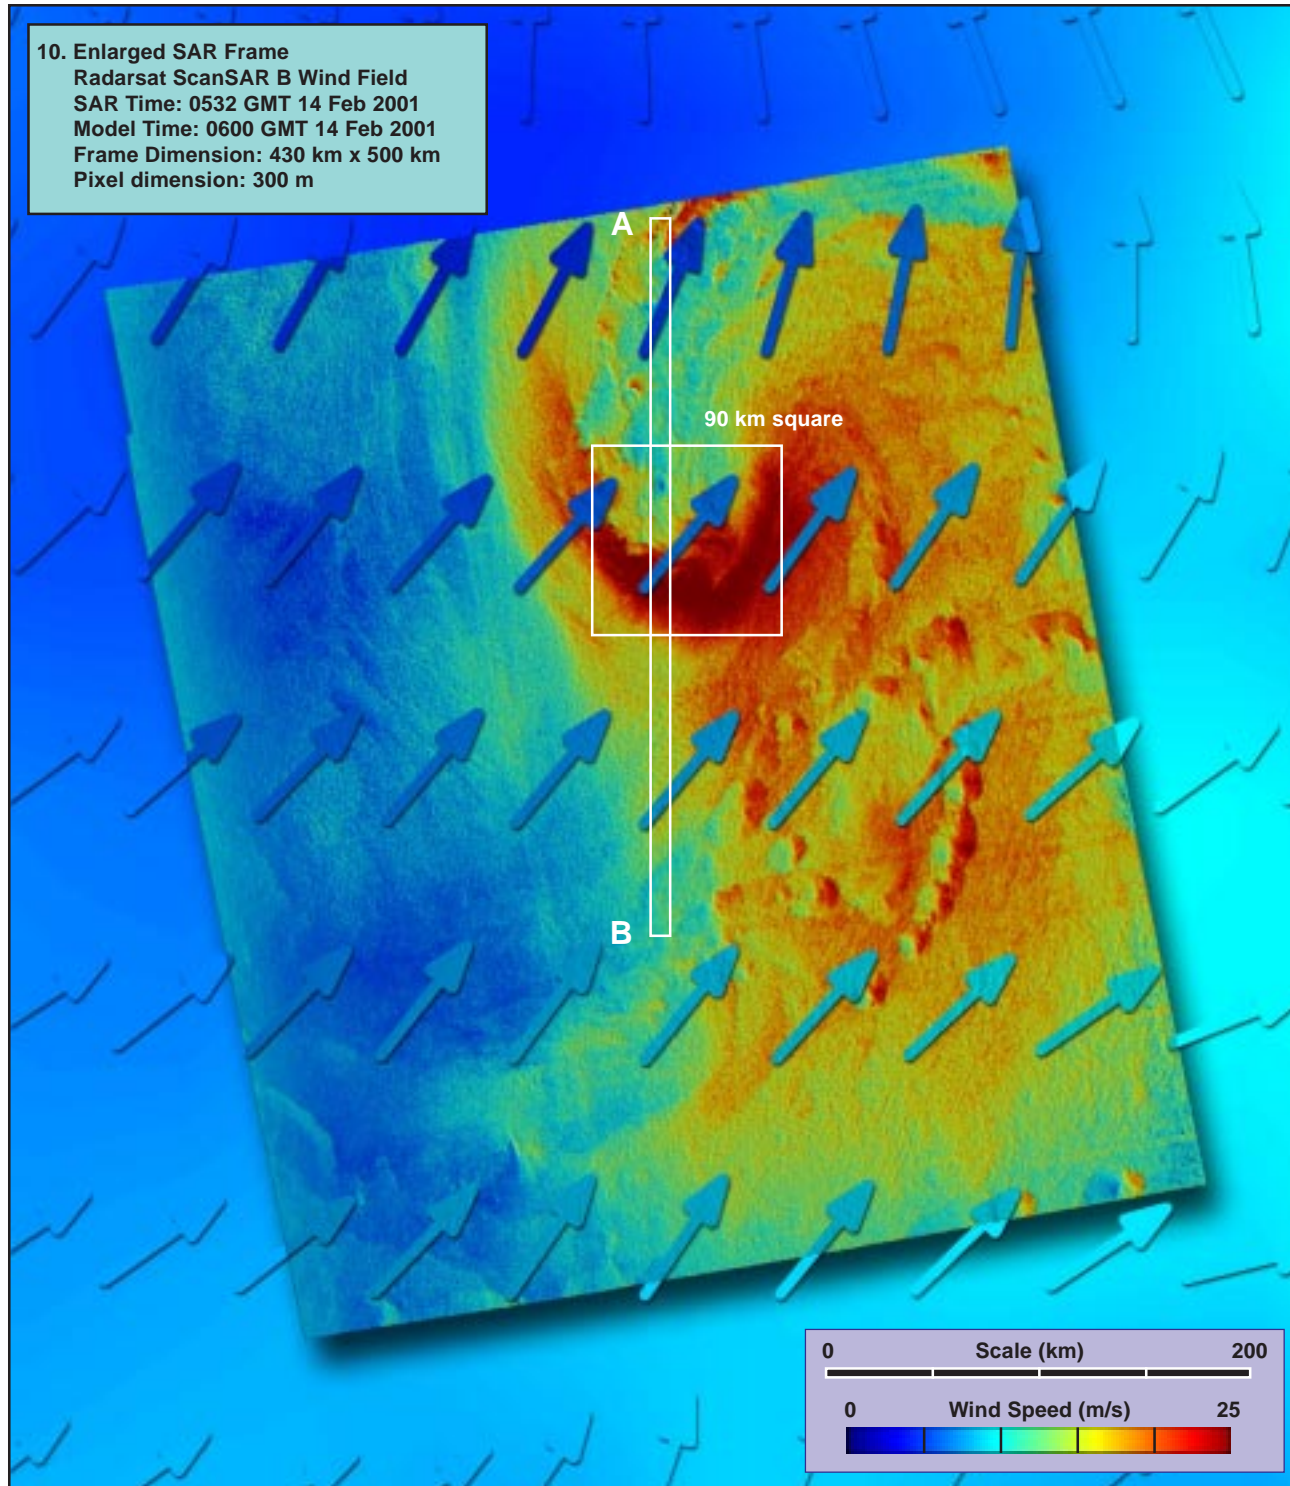 10. Enlarged SAR Frame
Radarsat ScanSAR B Wind Field
SAR Time: 0532 GMT 14 Feb 2001
Model Time: 0600 GMT 14 Feb 2001
Frame Dimension: 430 km x 500 km
Pixel dimension: 300 m
A
90 km square
B
0 Scale (km) 200
0 Wind Speed (m/s) 25